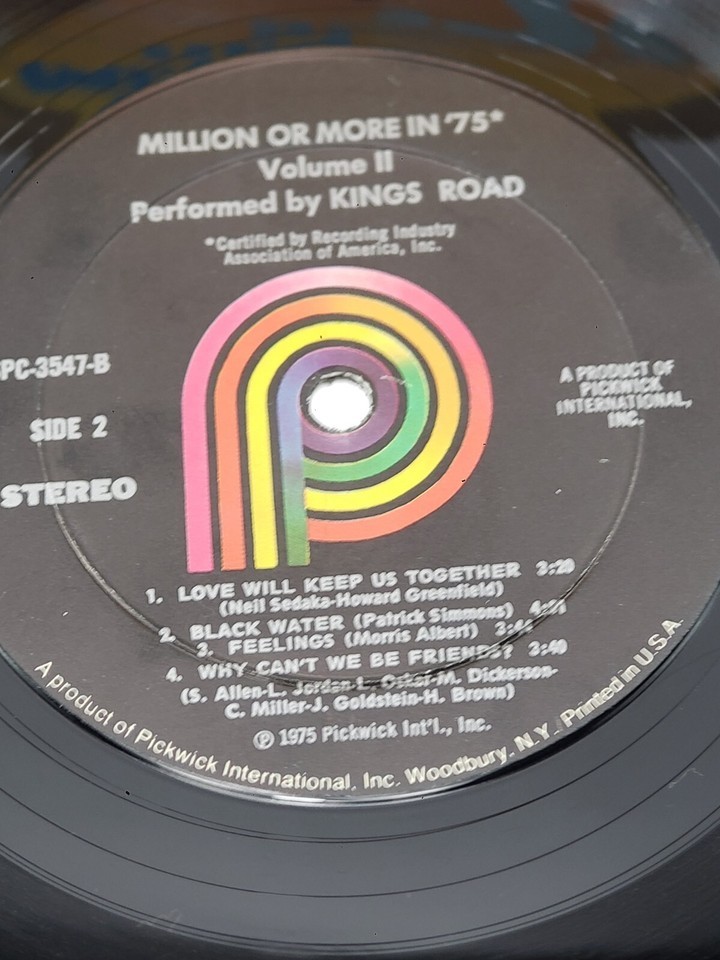 MILLION OR MORE IN '75*
Volume II
Performed by KINGS ROAD
*Certified by Recording Industry
Association of America, Inc.
PC-3547-B
SIDE 2
STEREO
A PRODUCT OF
PICKWICK
INTERNATIONAL,
INC.
1. LOVE WILL KEEP US TOGETHER 3:20
(Neil Sedaka-Howard Greenfield)
2. BLACK WATER (Patrick Simmons)
3. FEELINGS (Morris Albert)
4. WHY CAN'T WE BE FRIENDS? 3:40
(S. Allen-L. Jordan-L. Oskar-M. Dickerson-
C. Miller-J. Goldstein-H. Brown)
℗ 1975 Pickwick Int'l., Inc.
A product of Pickwick International, Inc. Woodbury, N.Y. Printed in U.S.A.